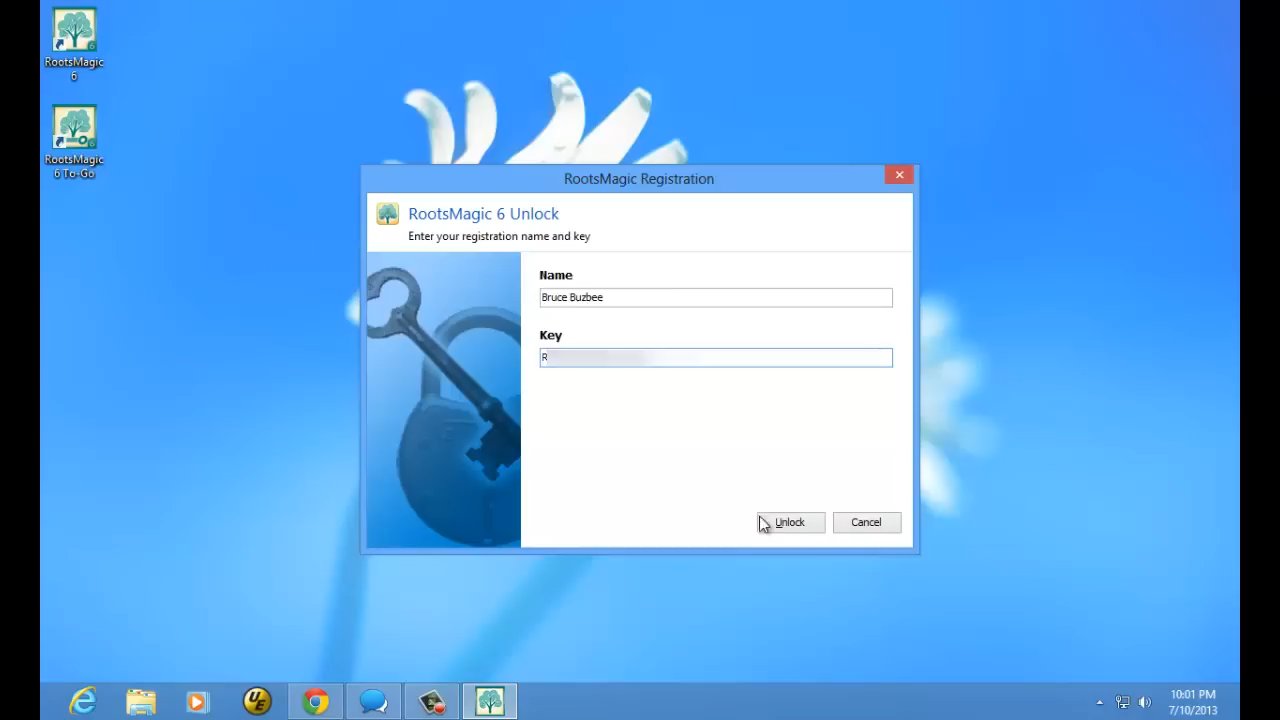 RootsMagic
6
RootsMagic
6 To-Go
RootsMagic Registration
RootsMagic 6 Unlock
Enter your registration name and key
Name
Bruce Buzbee
Key
R
Unlock
Cancel
UE
10:01 PM
7/10/2013